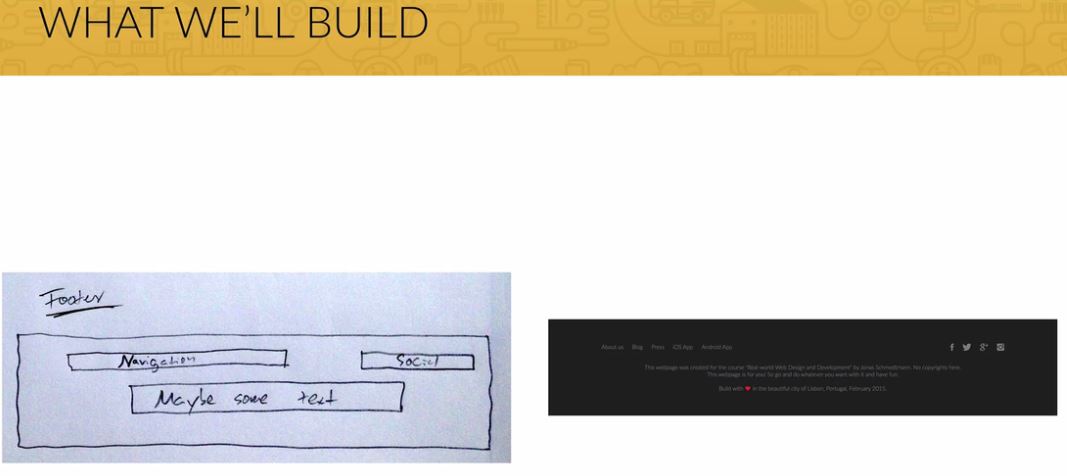 WHAT WE'LL BUILD
Footer
Navigation
Social
Maybe some text
About us Blog Press iOS App Android App
This webpage was created for the course "Real-world Web Design and Development" by Jonas Schmedtmann. No copyrights here.
This webpage is for you! So go and do whatever you want with it and have fun.
Build with ❤ in the beautiful city of Lisbon, Portugal, February 2015.